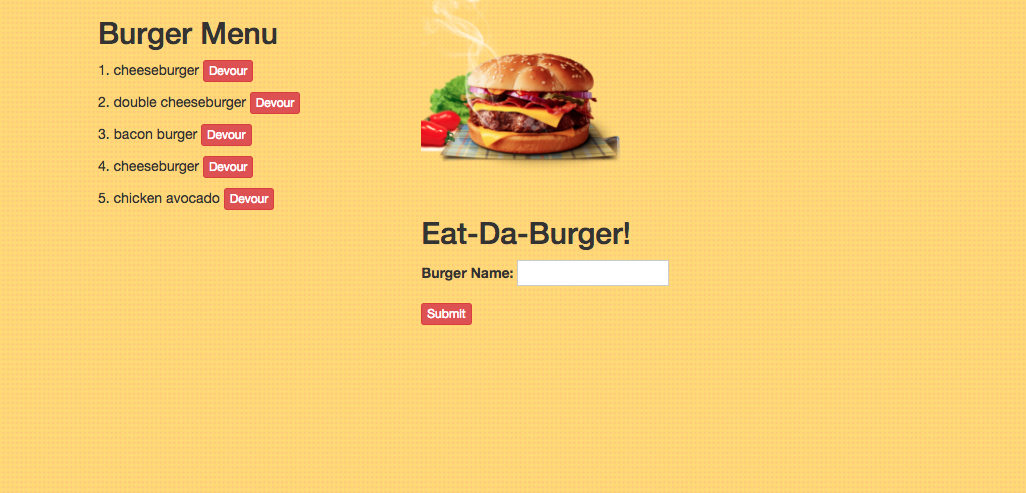 Burger Menu
1. cheeseburger Devour
2. double cheeseburger Devour
3. bacon burger Devour
4. cheeseburger Devour
5. chicken avocado Devour
Eat-Da-Burger!
Burger Name:
Submit